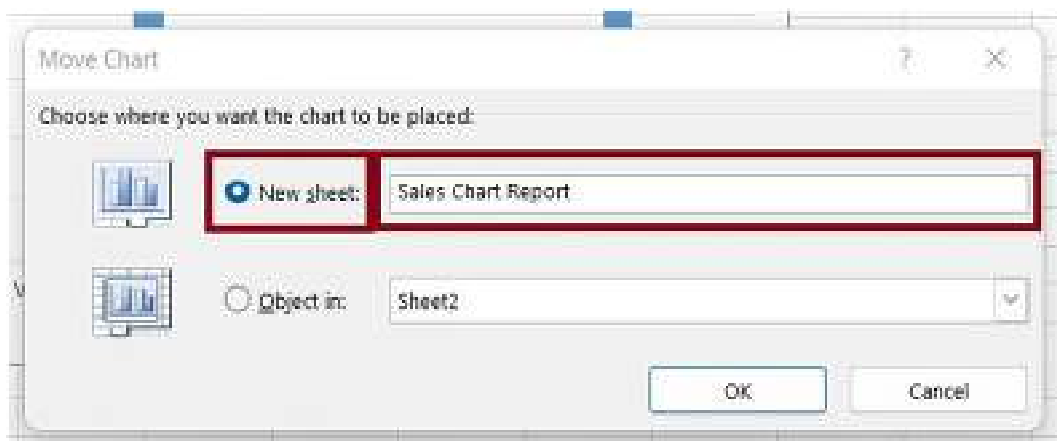 Move Chart ?
Choose where you want the chart to be placed:
New sheet: Sales Chart Report
Object in: Sheet2
OK Cancel